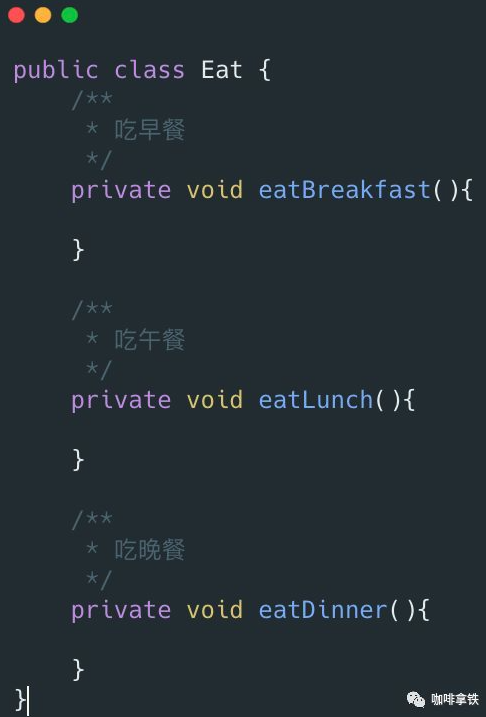 public class Eat {
    /**
     * 吃早餐
     */
    private void eatBreakfast(){

    }

    /**
     * 吃午餐
     */
    private void eatLunch(){

    }

    /**
     * 吃晚餐
     */
    private void eatDinner(){

    }
}
咖啡拿铁